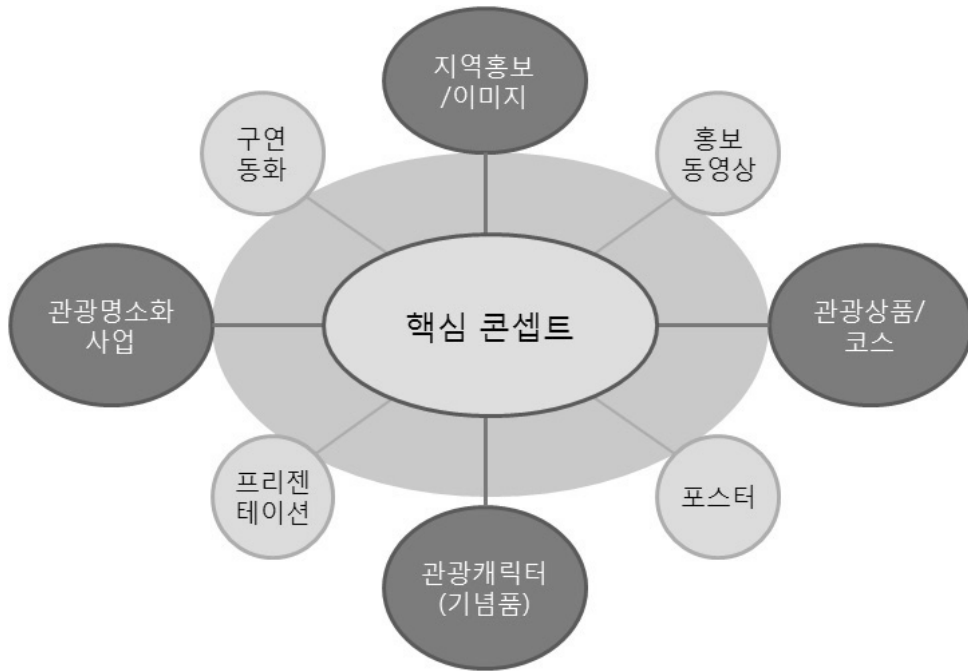 지역홍보
/이미지
구연
동화
홍보
동영상
관광명소화
사업
핵심 콘셉트
관광상품/
코스
프리젠
테이션
포스터
관광캐릭터
(기념품)